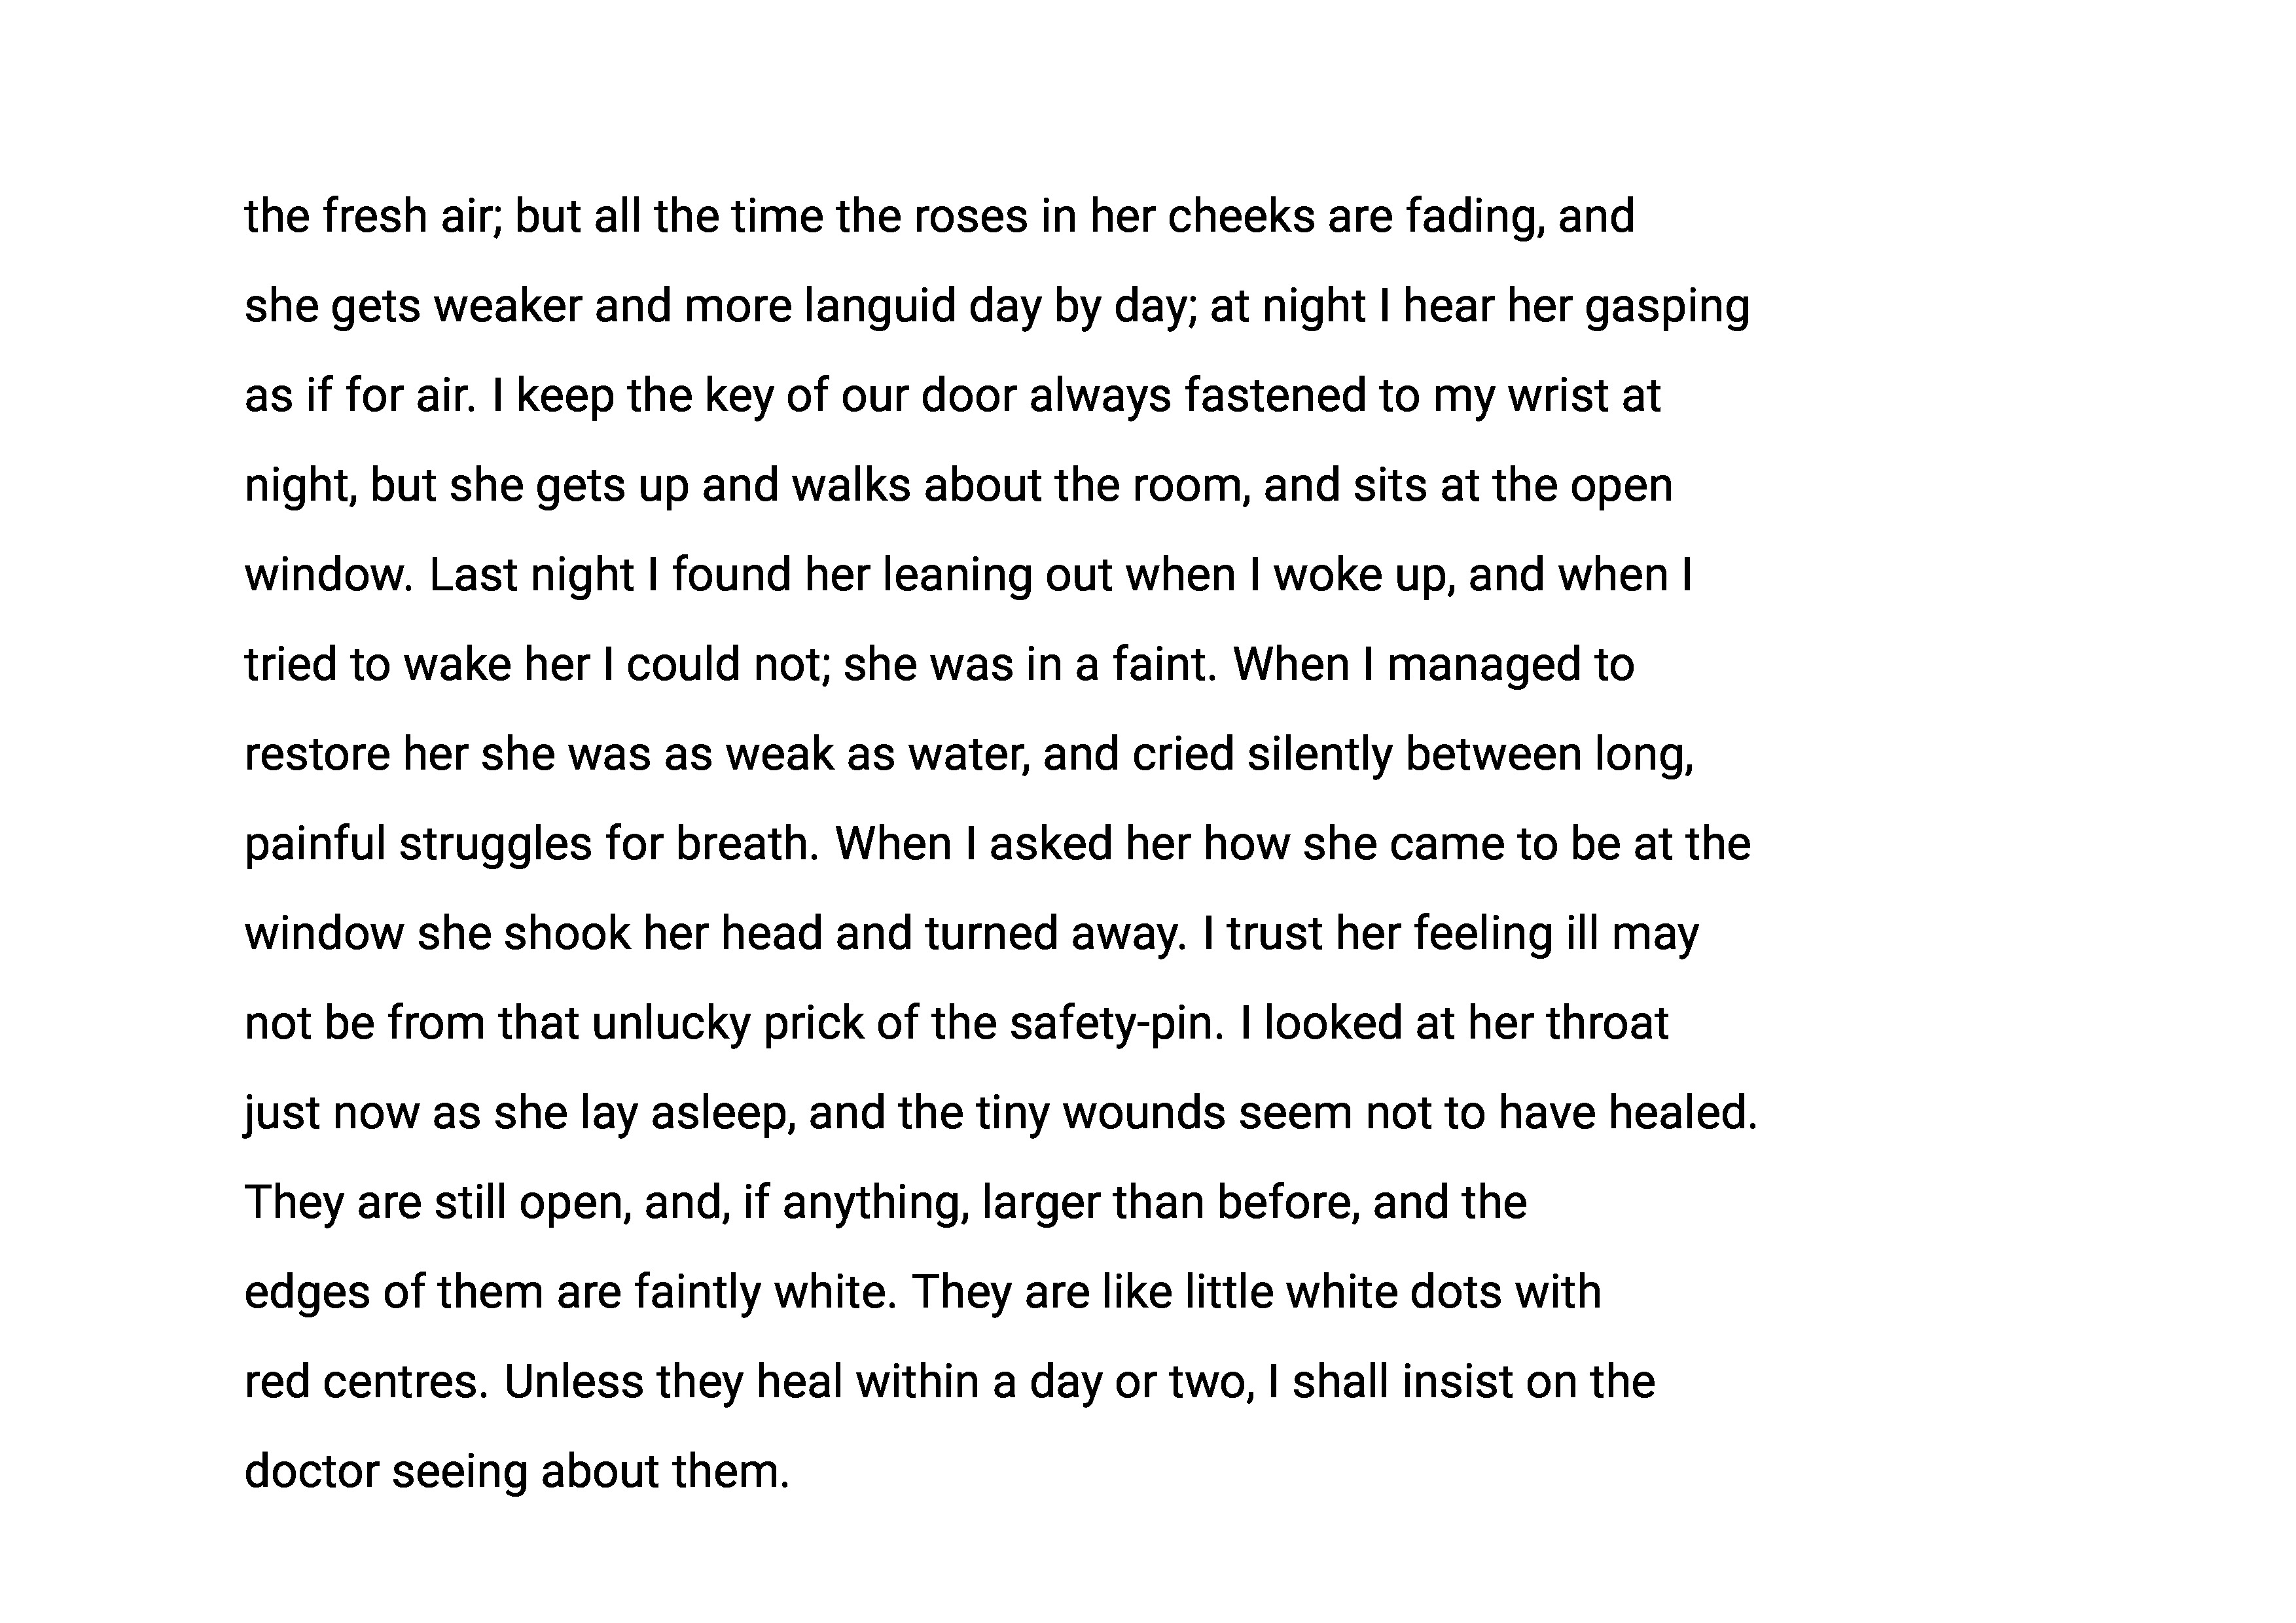 the fresh air; but all the time the roses in her cheeks are fading, and
she gets weaker and more languid day by day; at night I hear her gasping
as if for air. I keep the key of our door always fastened to my wrist at
night, but she gets up and walks about the room, and sits at the open
window. Last night I found her leaning out when I woke up, and when I
tried to wake her I could not; she was in a faint. When I managed to
restore her she was as weak as water, and cried silently between long,
painful struggles for breath. When I asked her how she came to be at the
window she shook her head and turned away. I trust her feeling ill may
not be from that unlucky prick of the safety-pin. I looked at her throat
just now as she lay asleep, and the tiny wounds seem not to have healed.
They are still open, and, if anything, larger than before, and the
edges of them are faintly white. They are like little white dots with
red centres. Unless they heal within a day or two, I shall insist on the
doctor seeing about them.